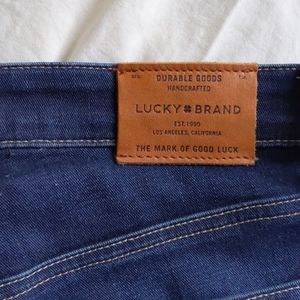 DURABLE GOODS
HANDCRAFTED
LUCKY BRAND
EST. 1990
LOS ANGELES, CALIFORNIA
THE MARK OF GOOD LUCK